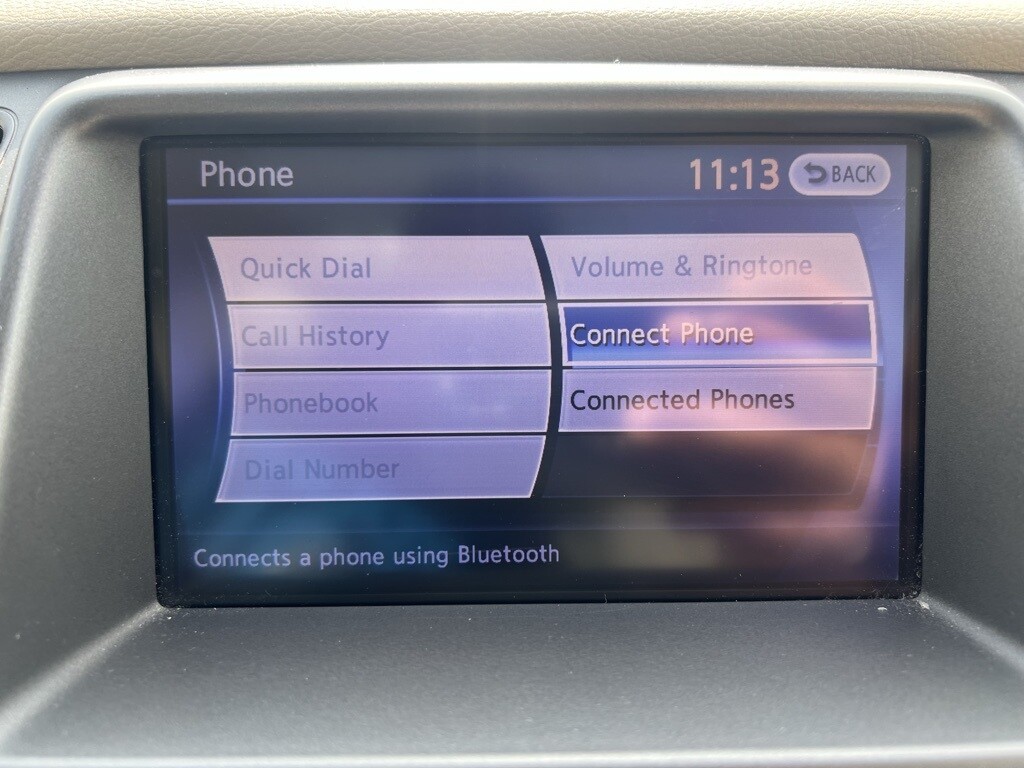 Phone
11:13
BACK
Quick Dial
Volume & Ringtone
Call History
Connect Phone
Phonebook
Connected Phones
Dial Number
Connects a phone using Bluetooth